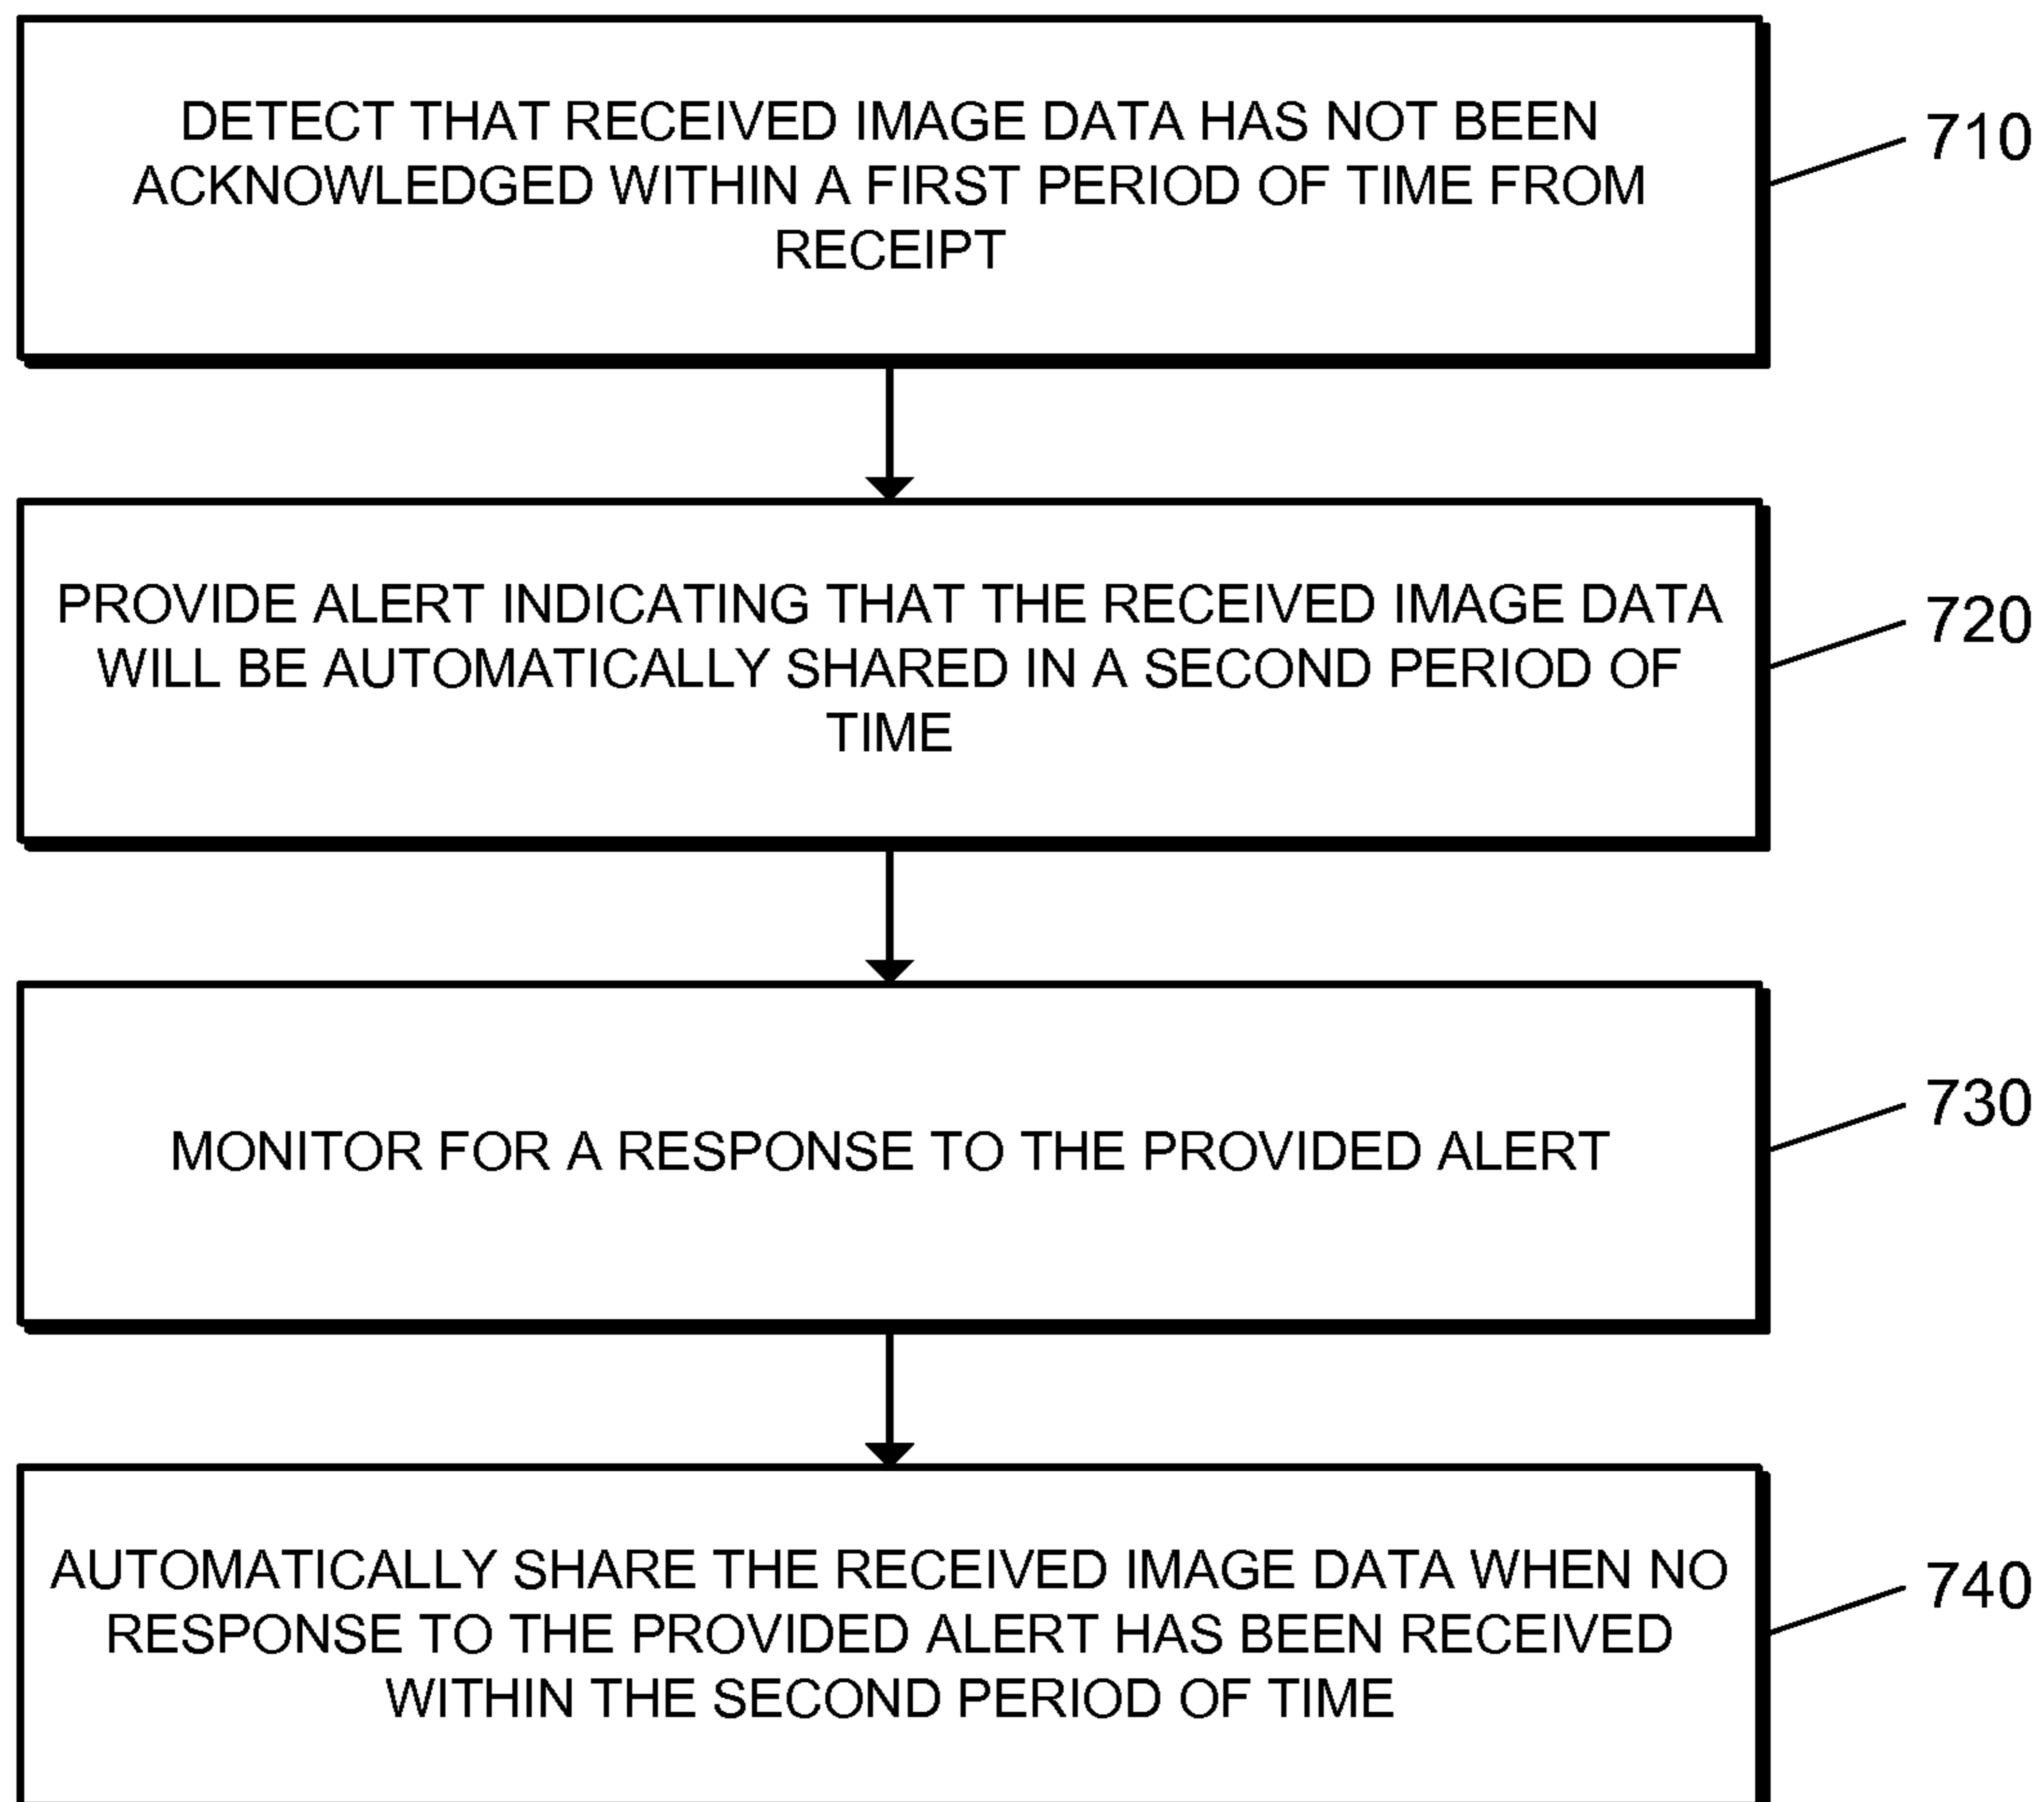 DETECT THAT RECEIVED IMAGE DATA HAS NOT BEEN
ACKNOWLEDGED WITHIN A FIRST PERIOD OF TIME FROM
RECEIPT
710
PROVIDE ALERT INDICATING THAT THE RECEIVED IMAGE DATA
WILL BE AUTOMATICALLY SHARED IN A SECOND PERIOD OF
TIME
720
MONITOR FOR A RESPONSE TO THE PROVIDED ALERT
730
AUTOMATICALLY SHARE THE RECEIVED IMAGE DATA WHEN NO
RESPONSE TO THE PROVIDED ALERT HAS BEEN RECEIVED
WITHIN THE SECOND PERIOD OF TIME
740